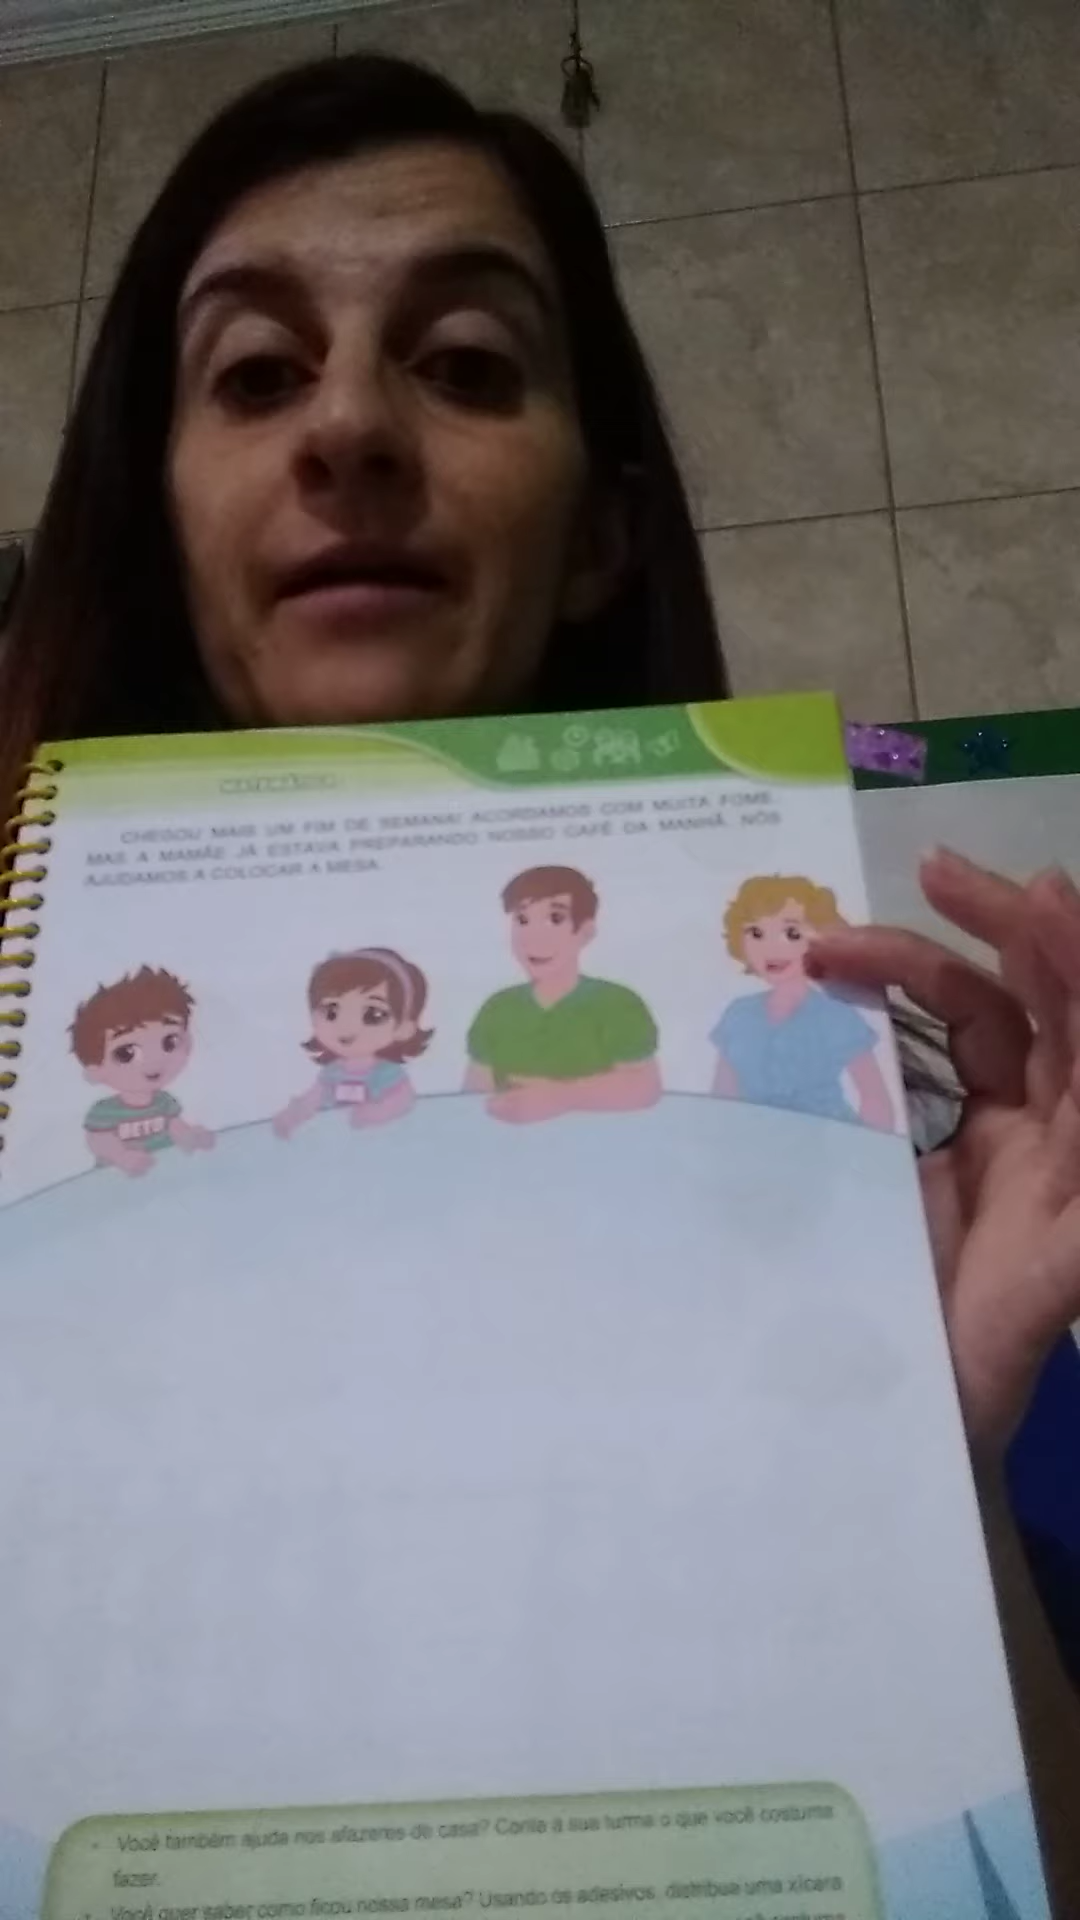 CHEGOU MAIS UM FIM DE SEMANA! ACORDAMOS COM MUITA FOME,
MAS A MAMÃE JÁ ESTAVA PREPARANDO NOSSO CAFÉ DA MANHÃ. NÓS
AJUDAMOS A COLOCAR A MESA.
BETO
• Você também ajuda nos afazeres de casa? Conte à sua turma o que você costuma
fazer.
• Você quer saber como ficou nossa mesa? Usando os adesivos, distribua uma xícara